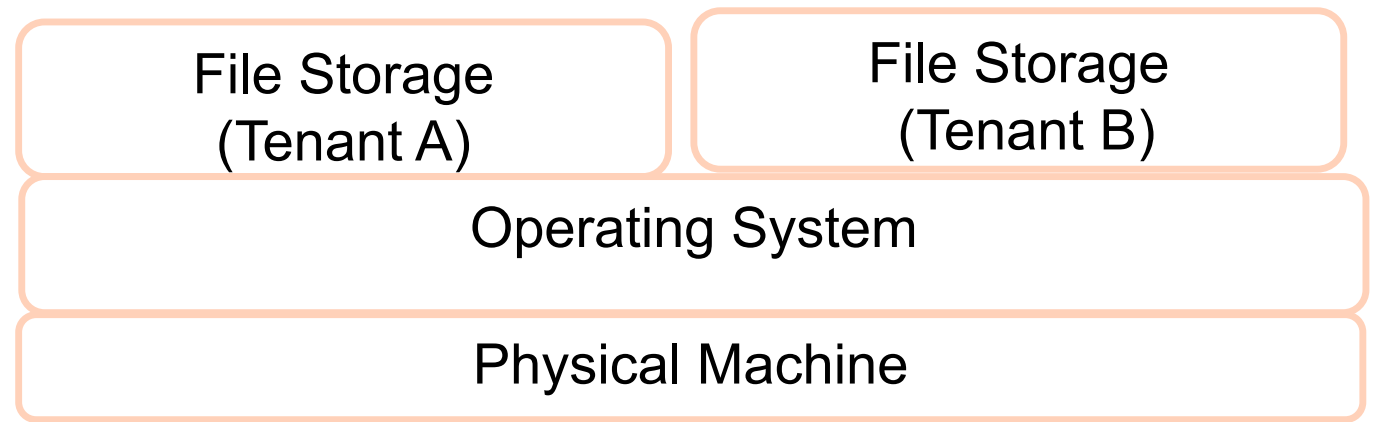 File Storage
(Tenant A)
File Storage
(Tenant B)
Operating System
Physical Machine